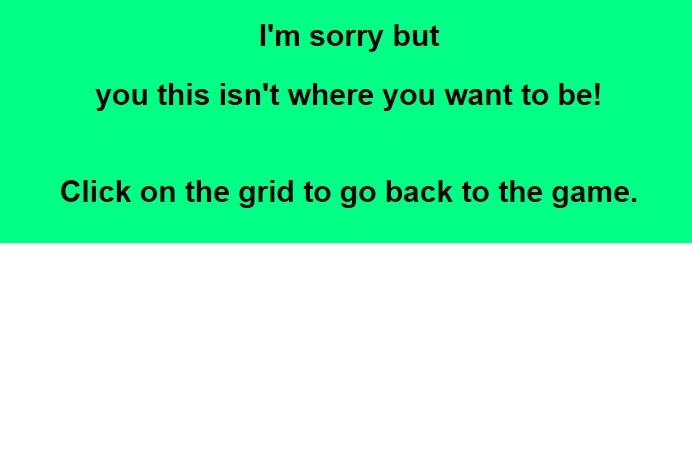 I'm sorry but
you this isn't where you want to be!
Click on the grid to go back to the game.